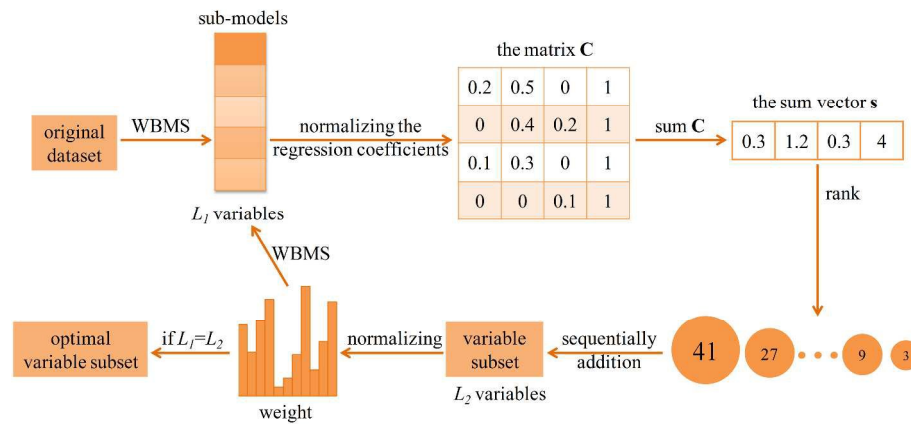 sub-models
the matrix C
the sum vector s
original
dataset
WBMS
normalizing the
regression coefficients
0.2 0.5 0 1
0 0.4 0.2 1
0.1 0.3 0 1
0 0 0.1 1
sum C
0.3 1.2 0.3 4
rank
L1 variables
WBMS
optimal
variable subset
if L1=L2
weight
normalizing
variable
subset
L2 variables
sequentially
addition
41 27 9 3